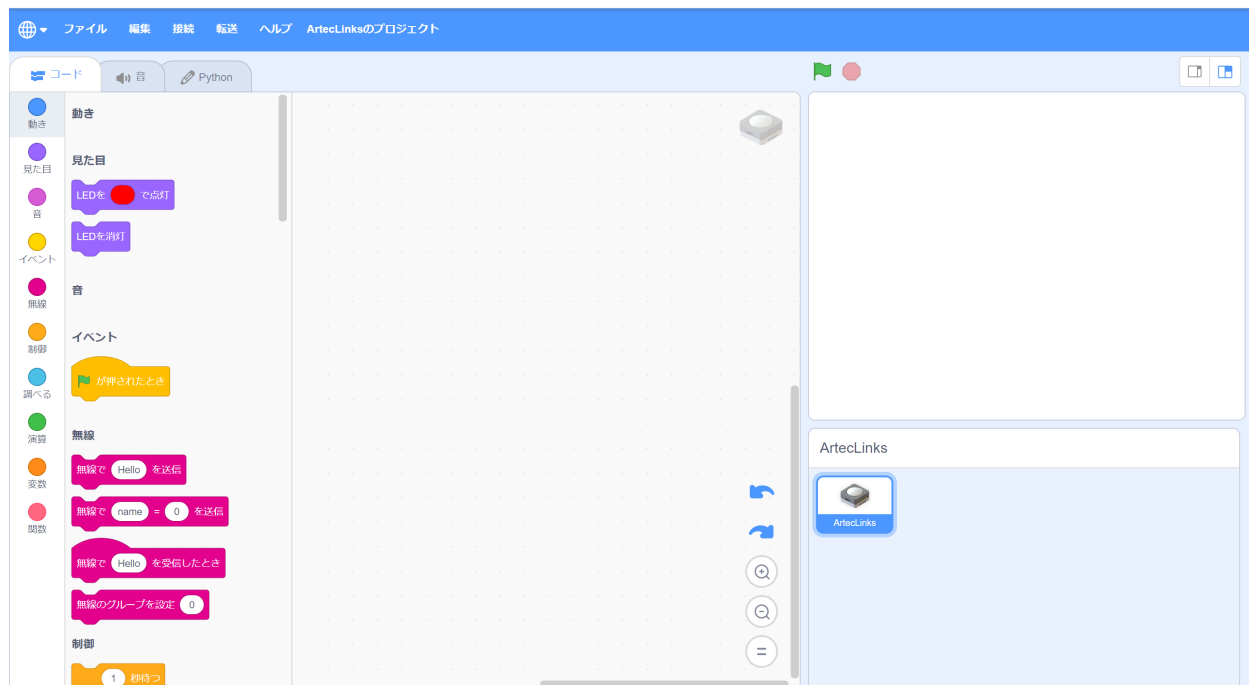 ファイル 編集 接続 転送 ヘルプ ArtecLinksのプロジェクト
コード 音 Python
動き
見た目
音
イベント
無線
制御
調べる
演算
変数
関数
動き
見た目
LEDを で点灯
LEDを消灯
音
イベント
が押されたとき
無線
無線で Hello を送信
無線で name = 0 を送信
無線で Hello を受信したとき
無線のグループを設定 0
制御
1 秒待つ
ArtecLinks
ArtecLinks